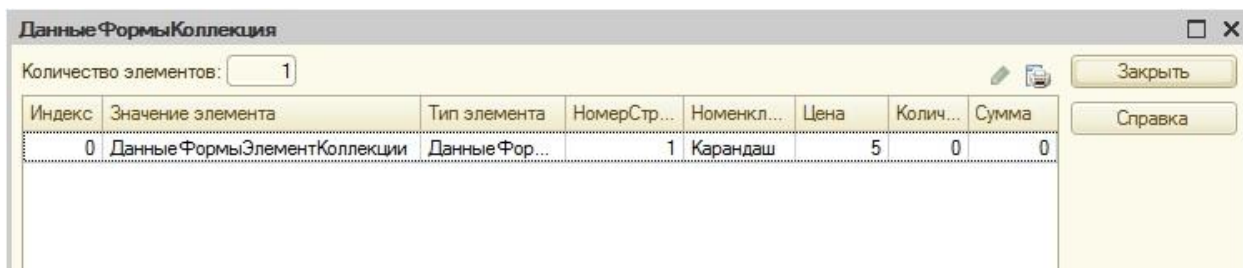 ДанныеФормыКоллекция
Количество элементов: 1
Закрыть
Индекс Значение элемента Тип элемента НомерСтр... Номенкл... Цена Колич... Сумма
Справка
0 ДанныеФормыЭлементКоллекции ДанныеФор... 1 Карандаш 5 0 0